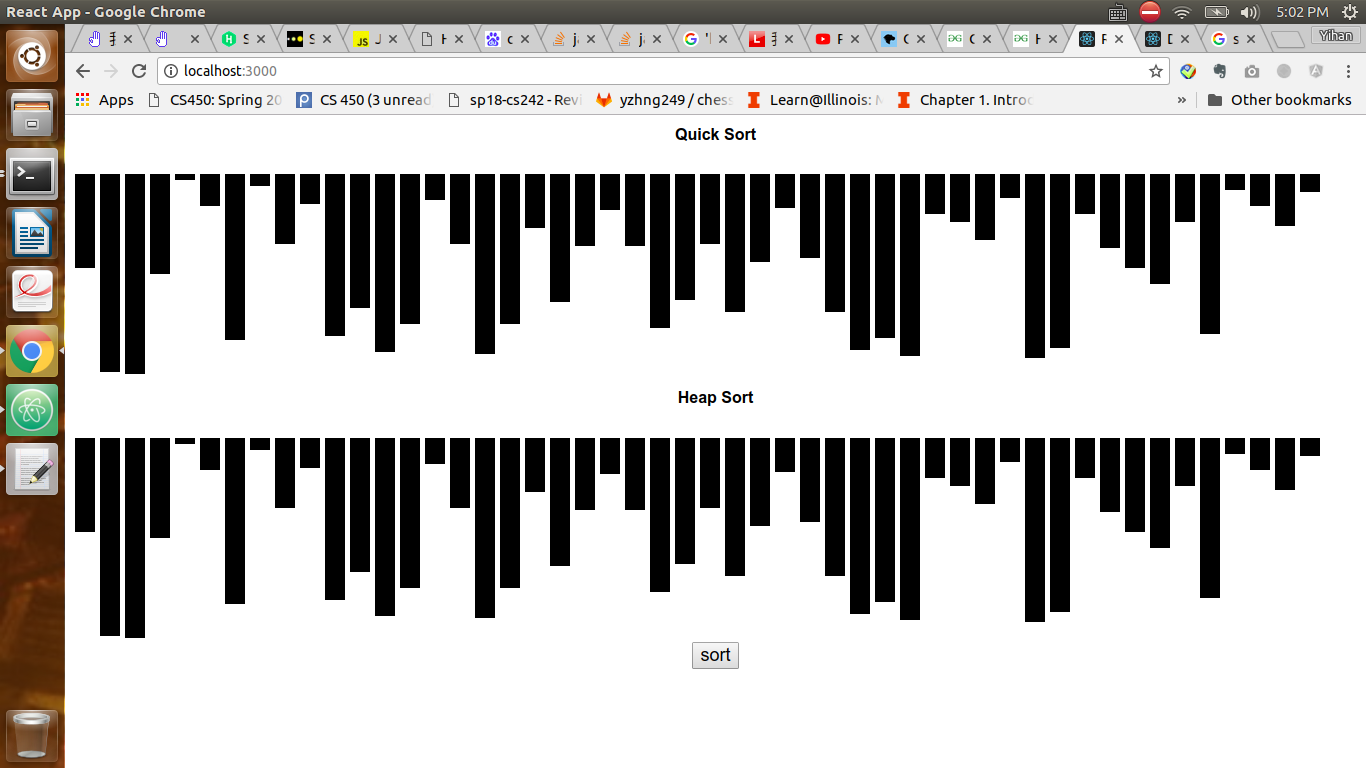 React App - Google Chrome
5:02 PM
Yihan
localhost:3000
Apps
CS450: Spring 20
CS 450 (3 unread
sp18-cs242 - Revi
yzhng249 / chess
Learn@Illinois: M
Chapter 1. Introd
»
Other bookmarks
Quick Sort
Heap Sort
sort